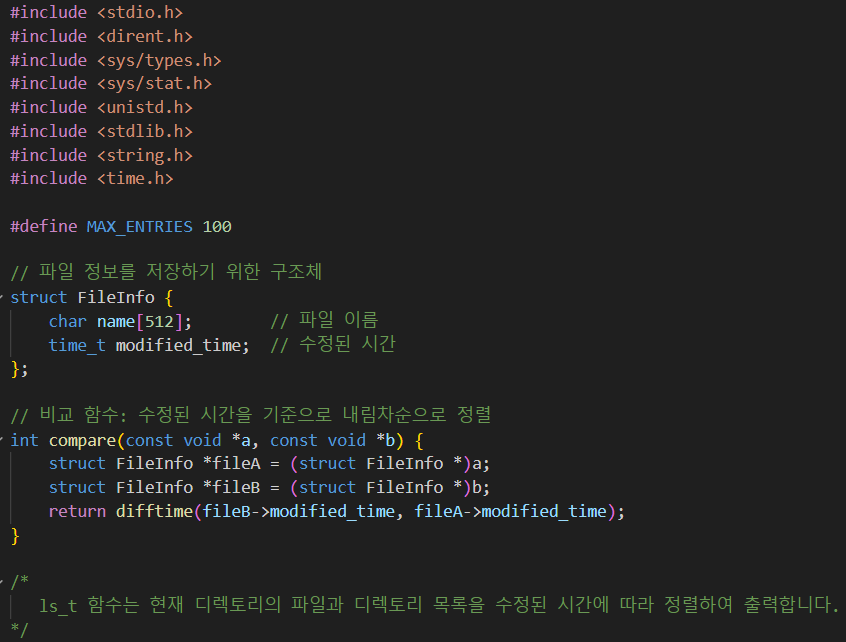 #include <stdio.h>
#include <dirent.h>
#include <sys/types.h>
#include <sys/stat.h>
#include <unistd.h>
#include <stdlib.h>
#include <string.h>
#include <time.h>
#define MAX_ENTRIES 100
// 파일 정보를 저장하기 위한 구조체
struct FileInfo {
    char name[512];        // 파일 이름
    time_t modified_time;  // 수정된 시간
};
// 비교 함수: 수정된 시간을 기준으로 내림차순으로 정렬
int compare(const void *a, const void *b) {
    struct FileInfo *fileA = (struct FileInfo *)a;
    struct FileInfo *fileB = (struct FileInfo *)b;
    return difftime(fileB->modified_time, fileA->modified_time);
}
/*
   ls_t 함수는 현재 디렉토리의 파일과 디렉토리 목록을 수정된 시간에 따라 정렬하여 출력합니다.
*/